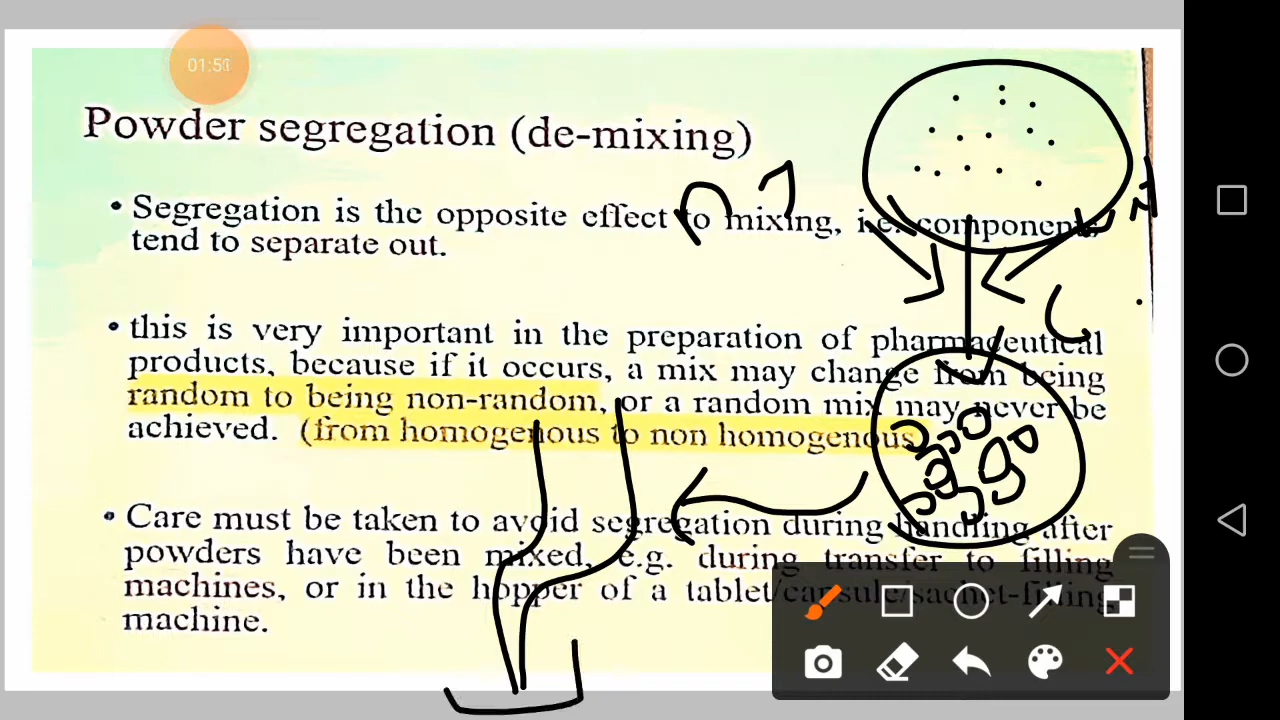 01:50
Powder segregation (de-mixing)
• Segregation is the opposite effect to mixing, i.e. components
tend to separate out.
• this is very important in the preparation of pharmaceutical
products, because if it occurs, a mix may change from being
random to being non-random, or a random mix may never be
achieved. (from homogenous to non homogenous)
• Care must be taken to avoid segregation during handling after
powders have been mixed, e.g. during transfer to filling
machines, or in the hopper of a tablet/capsule/sachet-filling
machine.